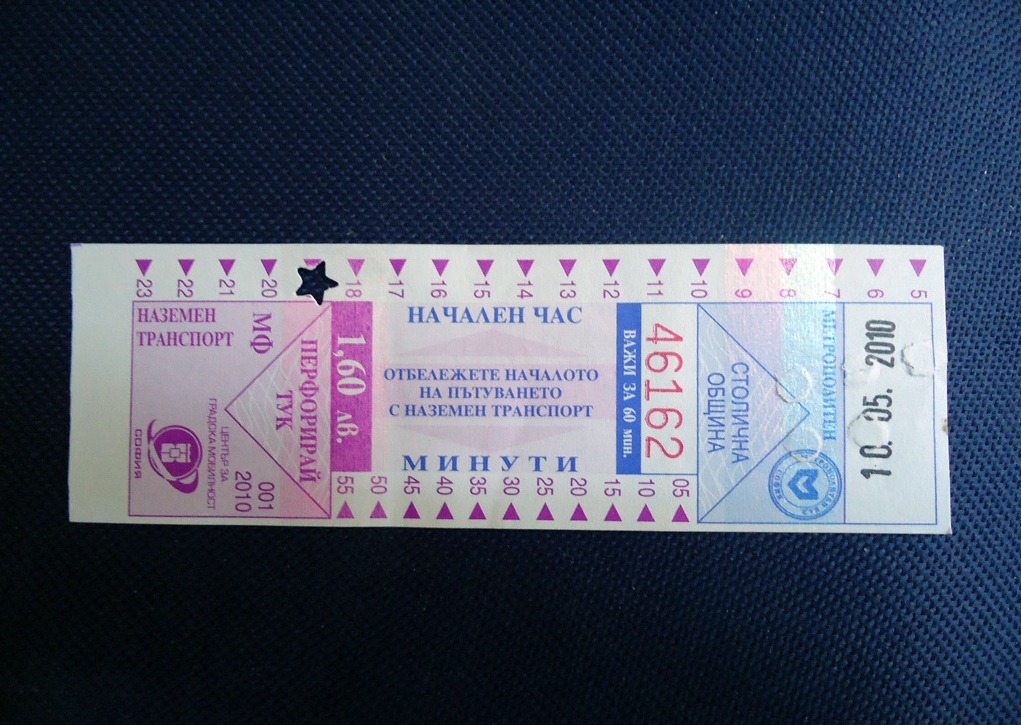 23 22 21 20 18 17 16 15 14 13 12 11 10 9 8 7 6 5
НАЗЕМЕН
ТРАНСПОРТ
МФ
ПЕРФОРИРАЙ
ТУК
СОФИЯ
ЦЕНТЪР ЗА
ГРАДСКА МОБИЛНОСТ
001
2010
1,60 лв.
НАЧАЛЕН ЧАС
ОТБЕЛЕЖЕТЕ НАЧАЛОТО
НА ПЪТУВАНЕТО
С НАЗЕМЕН ТРАНСПОРТ
МИНУТИ
55 50 45 40 35 30 25 20 15 10 05
46162
ВАЖИ ЗА 60 мин.
СТОЛИЧНА
ОБЩИНА
МЕТРОПОЛИТЕН
СОФИЯ
10. 05. 2010